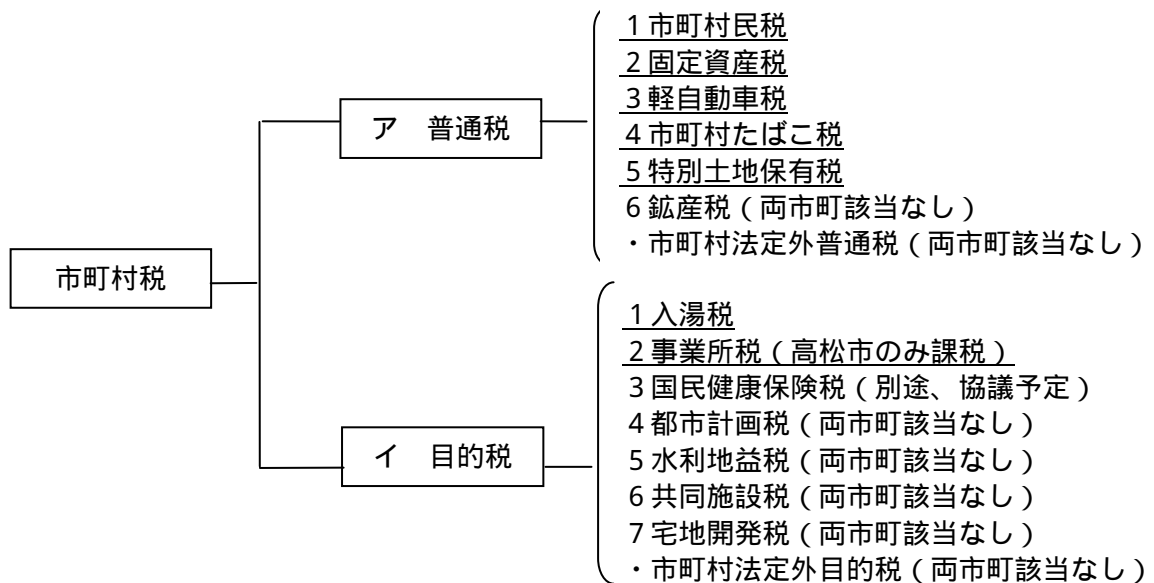 市町村税
ア 普通税
1 市町村民税
2 固定資産税
3 軽自動車税
4 市町村たばこ税
5 特別土地保有税
6 鉱産税（両市町該当なし）
・市町村法定外普通税（両市町該当なし）
イ 目的税
1 入湯税
2 事業所税（高松市のみ課税）
3 国民健康保険税（別途、協議予定）
4 都市計画税（両市町該当なし）
5 水利地益税（両市町該当なし）
6 共同施設税（両市町該当なし）
7 宅地開発税（両市町該当なし）
・市町村法定外目的税（両市町該当なし）